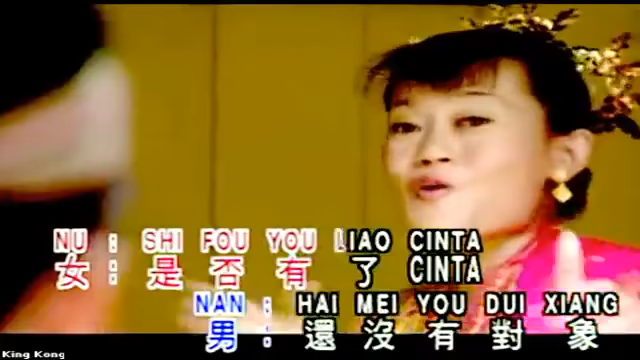 NU : SHI FOU YOU LIAO CINTA
女 : 是 否 有 了 CINTA
NAN : HAI MEI YOU DUI XIANG
男 : 還 沒 有 對 象
King Kong